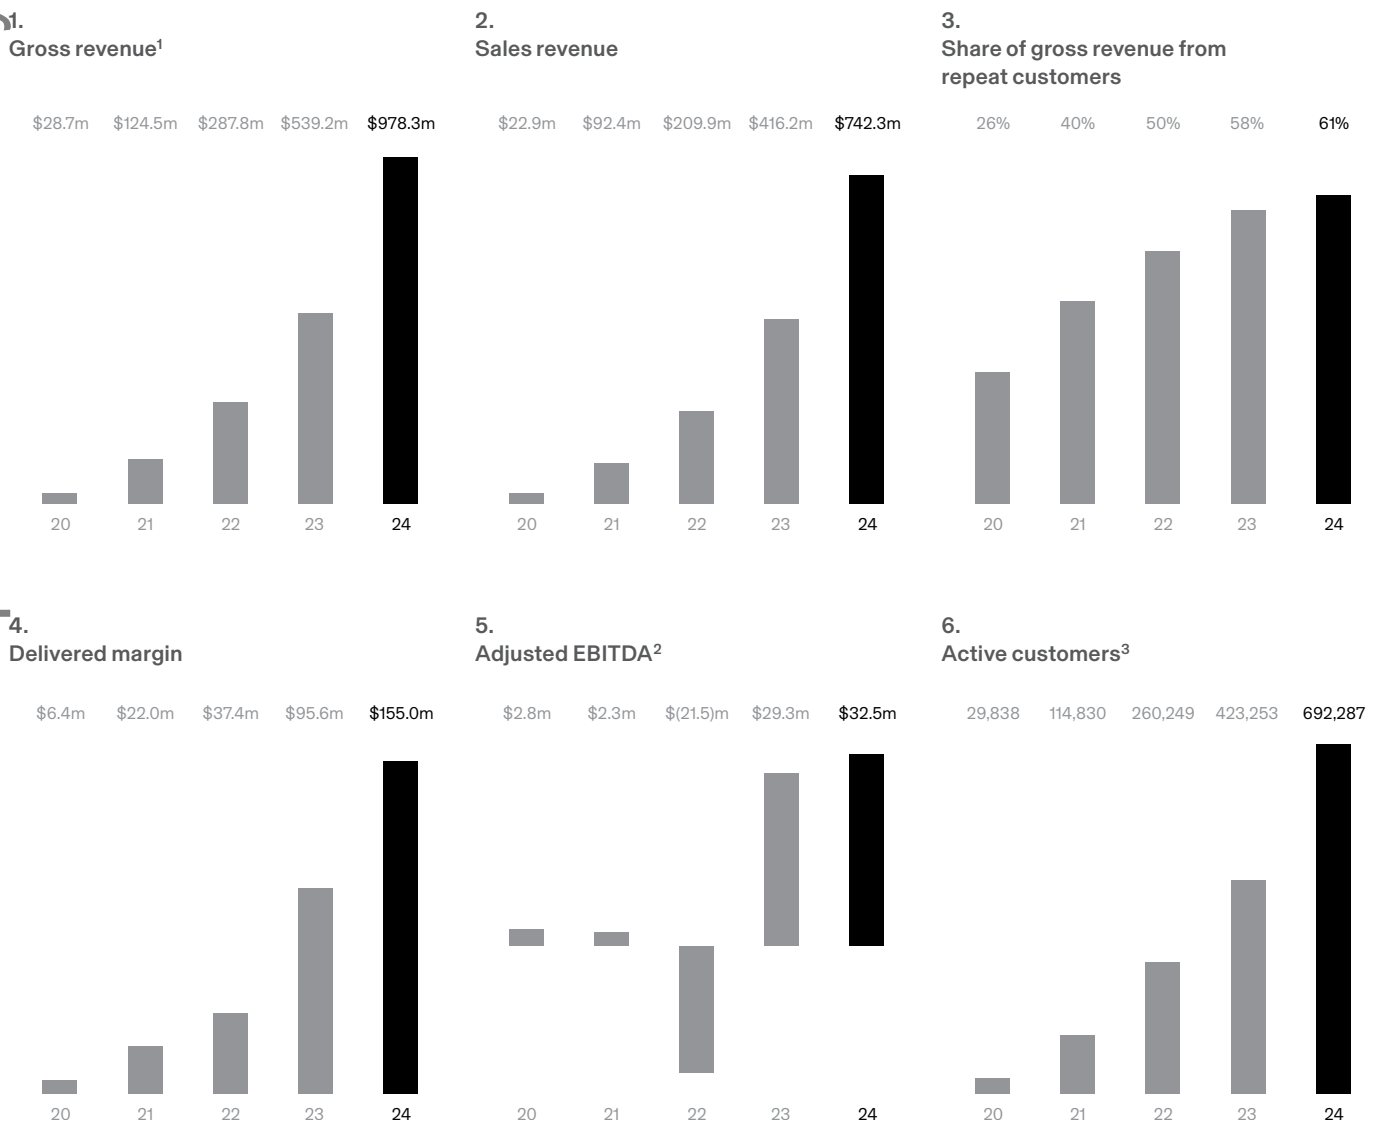 1.
Gross revenue¹
$28.7m $124.5m $287.8m $539.2m $978.3m
20 21 22 23 24
2.
Sales revenue
$22.9m $92.4m $209.9m $416.2m $742.3m
20 21 22 23 24
3.
Share of gross revenue from
repeat customers
26% 40% 50% 58% 61%
20 21 22 23 24
4.
Delivered margin
$6.4m $22.0m $37.4m $95.6m $155.0m
20 21 22 23 24
5.
Adjusted EBITDA²
$2.8m $2.3m $(21.5)m $29.3m $32.5m
20 21 22 23 24
6.
Active customers³
29,838 114,830 260,249 423,253 692,287
20 21 22 23 24